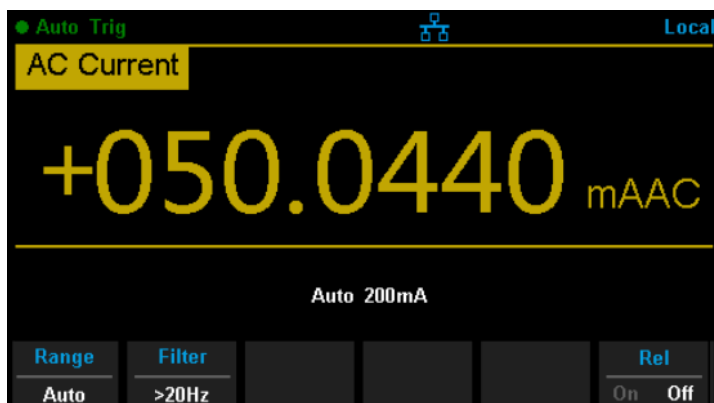 Auto Trig Local
AC Current
+050.0440 mAAC
Auto 200mA
Range Filter Rel
Auto >20Hz On Off